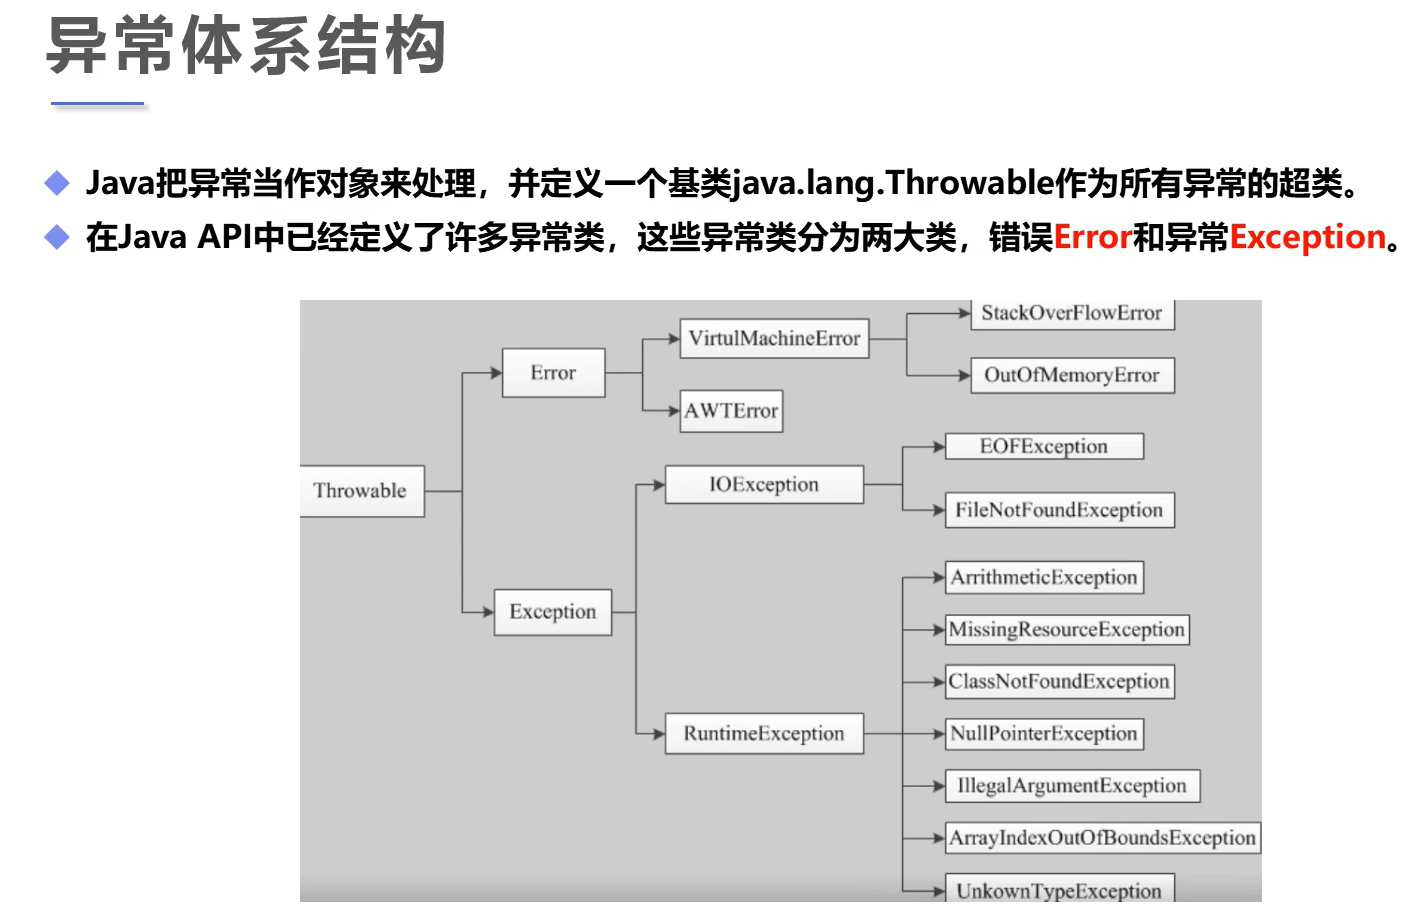 异常体系结构
Java把异常当作对象来处理，并定义一个基类java.lang.Throwable作为所有异常的超类。
在Java API中已经定义了许多异常类，这些异常类分为两大类，错误Error和异常Exception。
StackOverFlowError
VirtulMachineError
Error
OutOfMemoryError
AWTError
EOFException
IOException
Throwable
FileNotFoundException
ArrithmeticException
Exception
MissingResourceException
ClassNotFoundException
RuntimeException
NullPointerException
IllegalArgumentException
ArrayIndexOutOfBoundsException
UnkownTypeException